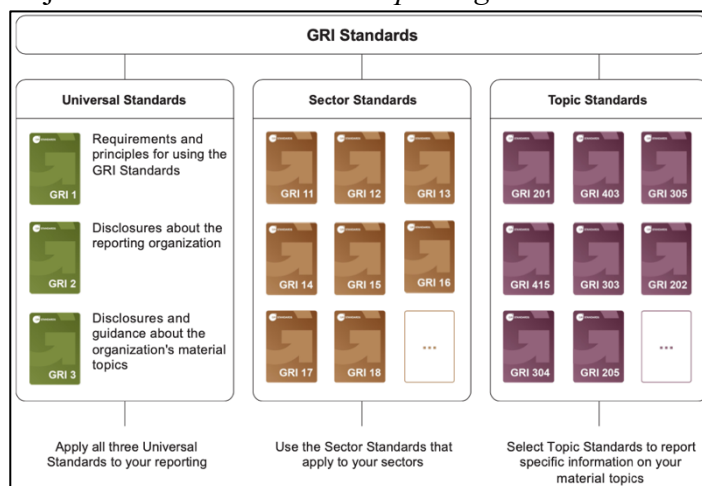 GRI Standards
Universal Standards
GRI 1
Requirements and
principles for using the
GRI Standards
GRI 2
Disclosures about the
reporting organization
GRI 3
Disclosures and
guidance about the
organization's material
topics
Apply all three Universal
Standards to your reporting
Sector Standards
GRI 11
GRI 12
GRI 13
GRI 14
GRI 15
GRI 16
GRI 17
GRI 18
...
Use the Sector Standards that
apply to your sectors
Topic Standards
GRI 201
GRI 403
GRI 305
GRI 415
GRI 303
GRI 202
GRI 304
GRI 205
...
Select Topic Standards to report
specific information on your
material topics